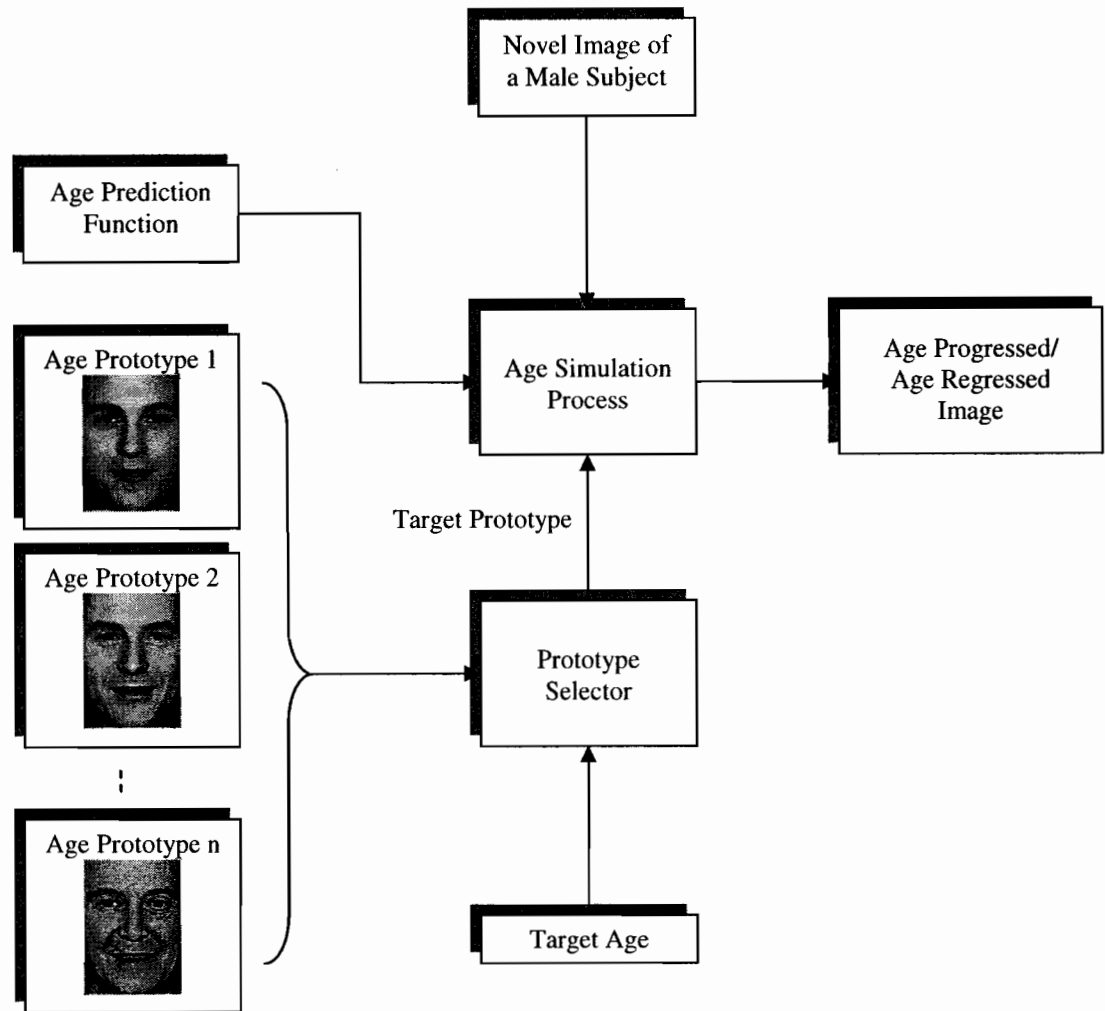 Novel Image of
a Male Subject
Age Prediction
Function
Age Prototype 1
Age Simulation
Process
Age Progressed/
Age Regressed
Image
Target Prototype
Age Prototype 2
Prototype
Selector
Age Prototype n
Target Age